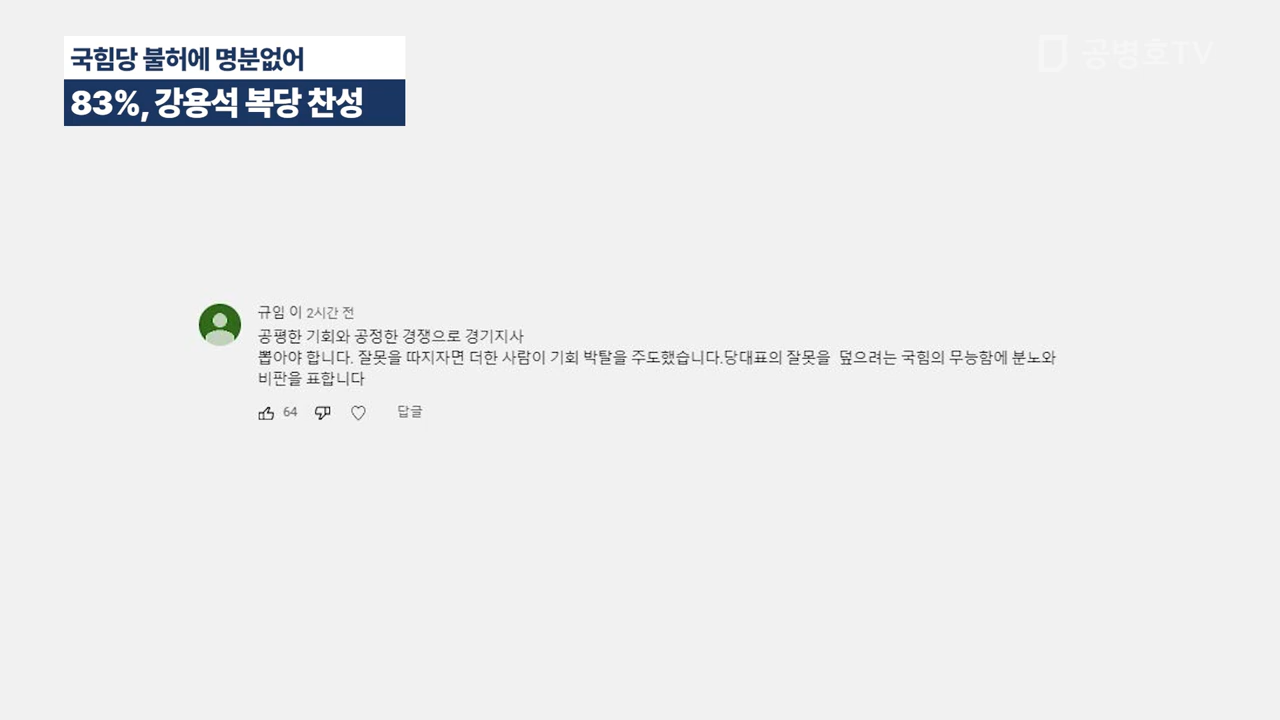 국힘당 불허에 명분없어
83%, 강용석 복당 찬성
공병호TV
규임 이 2시간 전
공평한 기회와 공정한 경쟁으로 경기지사
뽑아야 합니다. 잘못을 따지자면 더한 사람이 기회 박탈을 주도했습니다.당대표의 잘못을  덮으려는 국힘의 무능함에 분노와
비판을 표합니다
64 답글